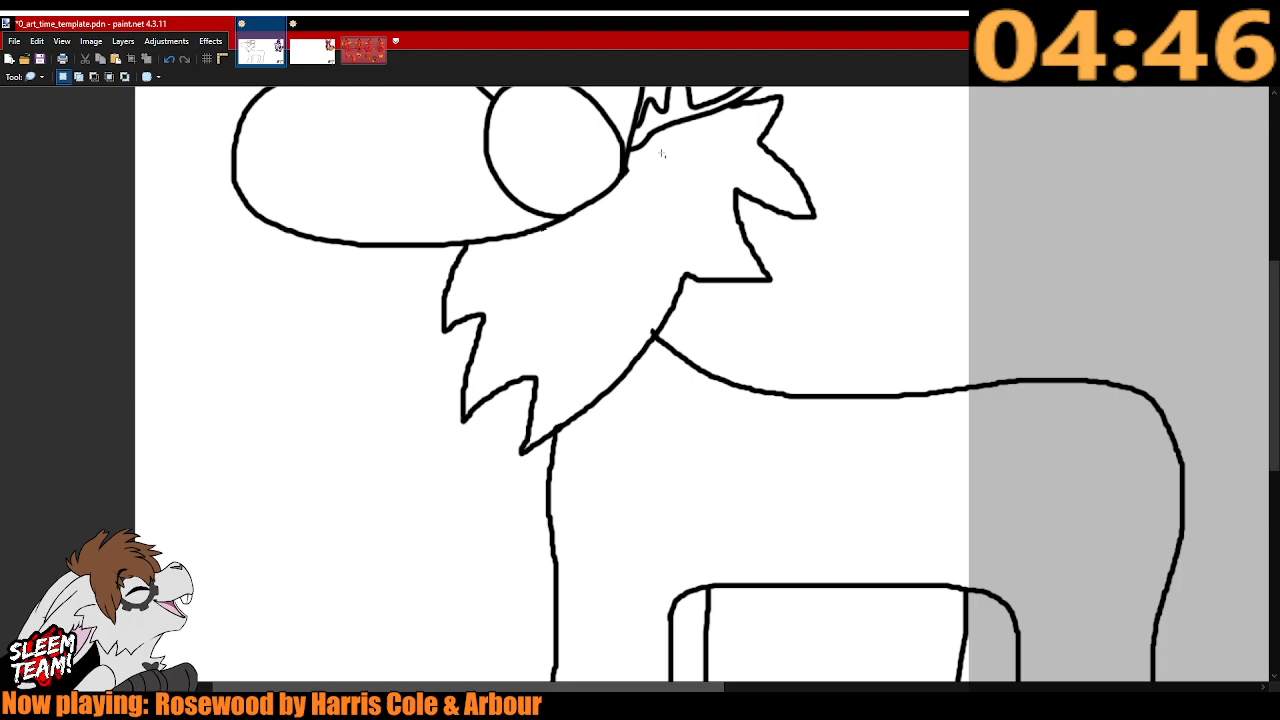 *0_art_time_template.pdn - paint.net 4.3.11
File Edit View Image Layers Adjustments Effects
Tool:
04:46
SLEEM
TEAM!
Now playing: Rosewood by Harris Cole & Arbour